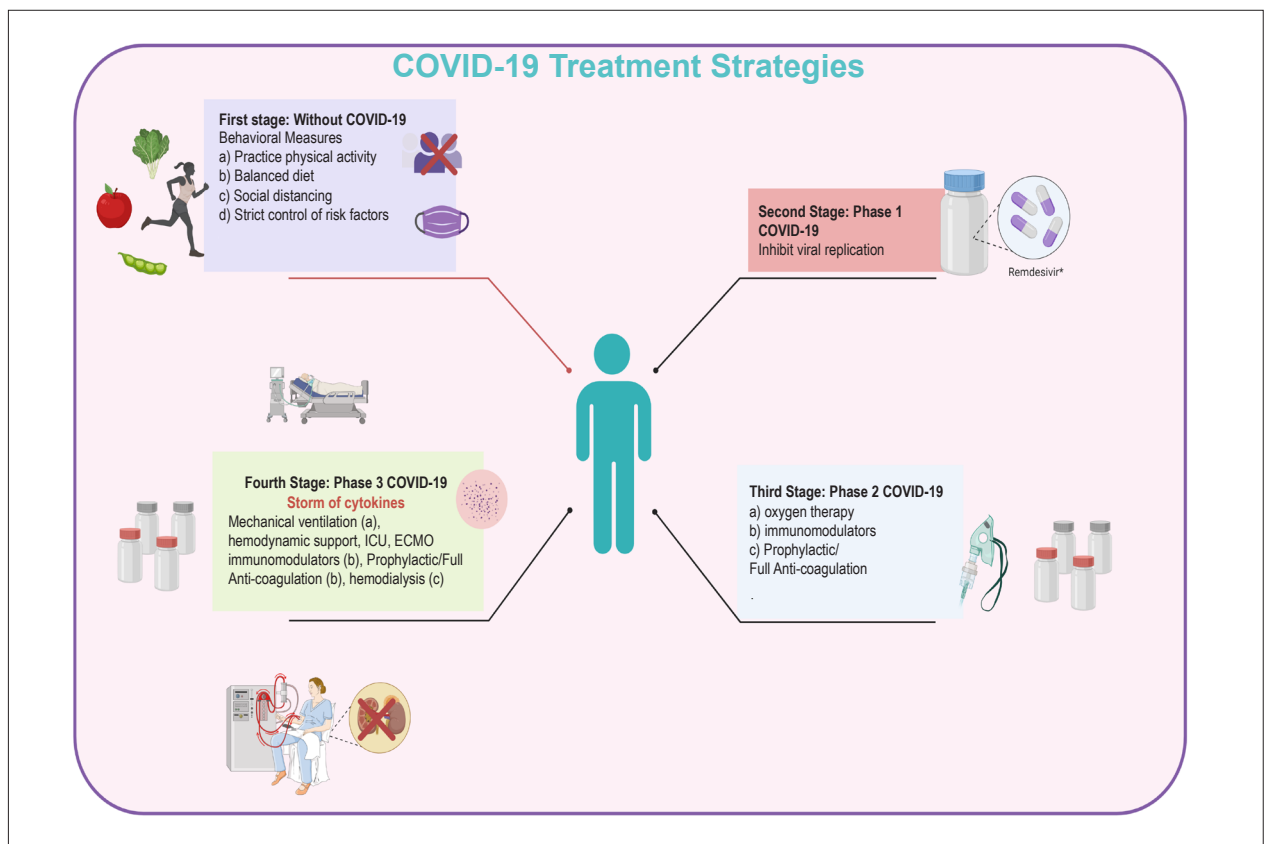 COVID-19 Treatment Strategies
First stage: Without COVID-19
Behavioral Measures
a) Practice physical activity
b) Balanced diet
c) Social distancing
d) Strict control of risk factors
Second Stage: Phase 1
COVID-19
Inhibit viral replication
Remdesivir*
Fourth Stage: Phase 3 COVID-19
Storm of cytokines
Mechanical ventilation (a),
hemodynamic support, ICU, ECMO
immunomodulators (b), Prophylactic/Full
Anti-coagulation (b), hemodialysis (c)
Third Stage: Phase 2 COVID-19
a) oxygen therapy
b) immunomodulators
c) Prophylactic/
Full Anti-coagulation
.